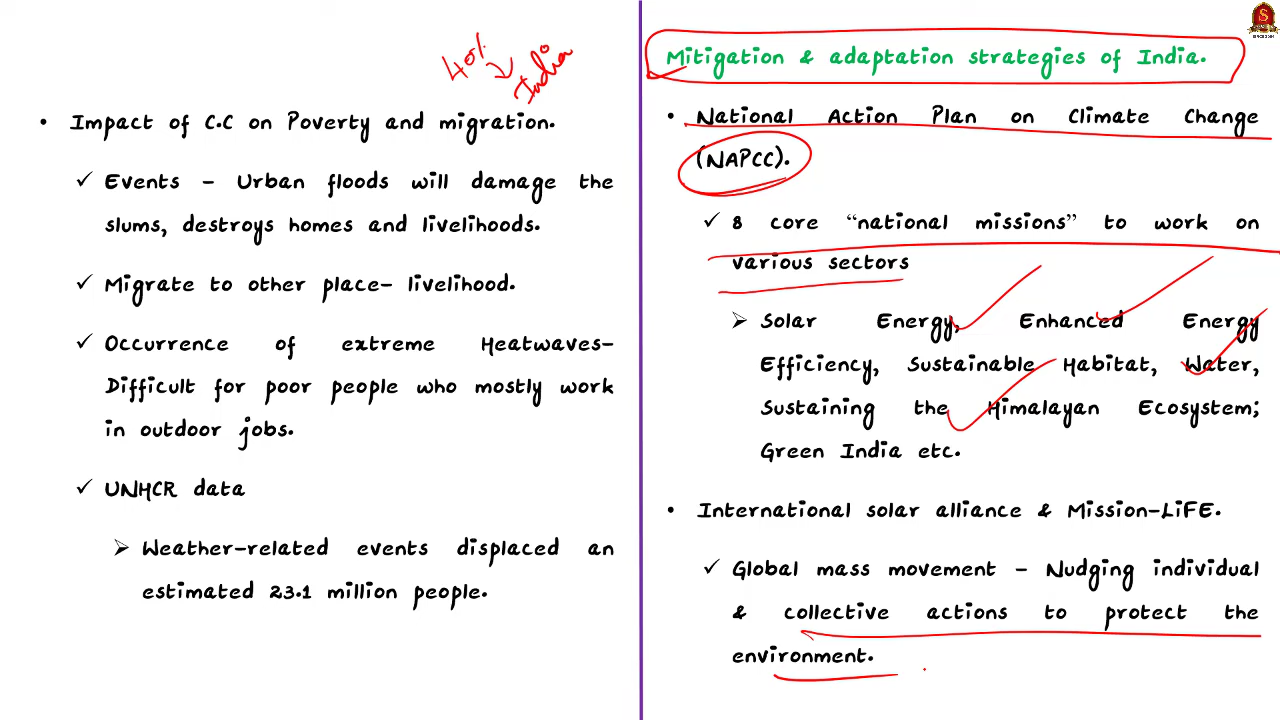 40% India
• Impact of C.C on Poverty and migration.
✓ Events – Urban floods will damage the
slums, destroys homes and livelihoods.
✓ Migrate to other place– livelihood.
✓ Occurrence of extreme Heatwaves–
Difficult for poor people who mostly work
in outdoor jobs.
✓ UNHCR data
➢ Weather-related events displaced an
estimated 23.1 million people.
Mitigation & adaptation strategies of India.
• National Action Plan on Climate Change
(NAPCC).
✓ 8 core “national missions” to work on
various sectors
➢ Solar Energy, Enhanced Energy
Efficiency, Sustainable Habitat, Water,
Sustaining the Himalayan Ecosystem;
Green India etc.
• International solar alliance & Mission-LiFE.
✓ Global mass movement – Nudging individual
& collective actions to protect the
environment.